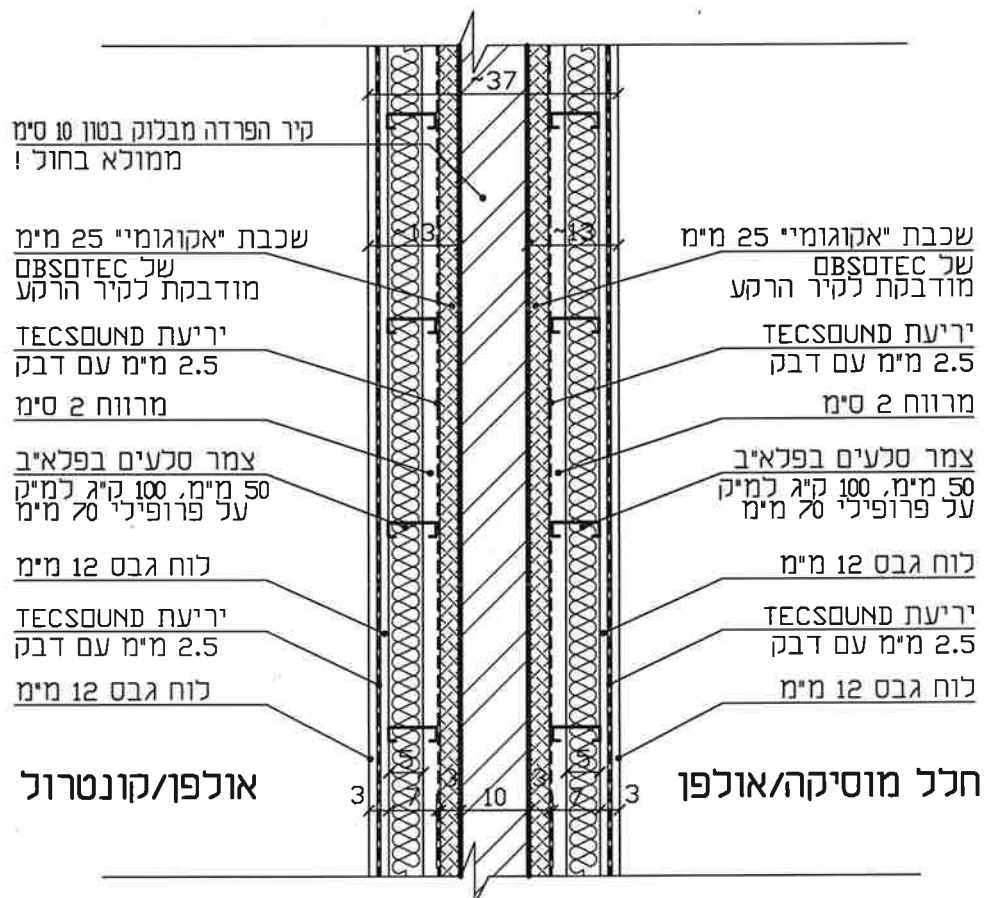 ~37
קיר הפרדה מבלוק בטון 10 ס"מ
ממולא בחול !
~13
~13
שכבת "אקוגומי" 25 מ"מ
של OBSOTEC
מודבקת לקיר הרקע
יריעת TECSOUND
2.5 מ"מ עם דבק
מרווח 2 ס"מ
צמר סלעים בפלא"ב
50 מ"מ, 100 ק"ג למ"ק
על פרופילי 70 מ"מ
לוח גבס 12 מ"מ
יריעת TECSOUND
2.5 מ"מ עם דבק
לוח גבס 12 מ"מ
שכבת "אקוגומי" 25 מ"מ
של OBSOTEC
מודבקת לקיר הרקע
יריעת TECSOUND
2.5 מ"מ עם דבק
מרווח 2 ס"מ
צמר סלעים בפלא"ב
50 מ"מ, 100 ק"ג למ"ק
על פרופילי 70 מ"מ
לוח גבס 12 מ"מ
יריעת TECSOUND
2.5 מ"מ עם דבק
לוח גבס 12 מ"מ
5
5
3 7 3 10 3 7 3
חלל מוסיקה/אולפן
אולפן/קונטרול